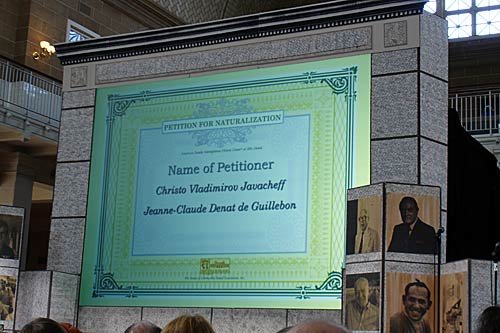 PETITION FOR NATURALIZATION
Name of Petitioner
Christo Vladimirov Javacheff
Jeanne-Claude Denat de Guillebon